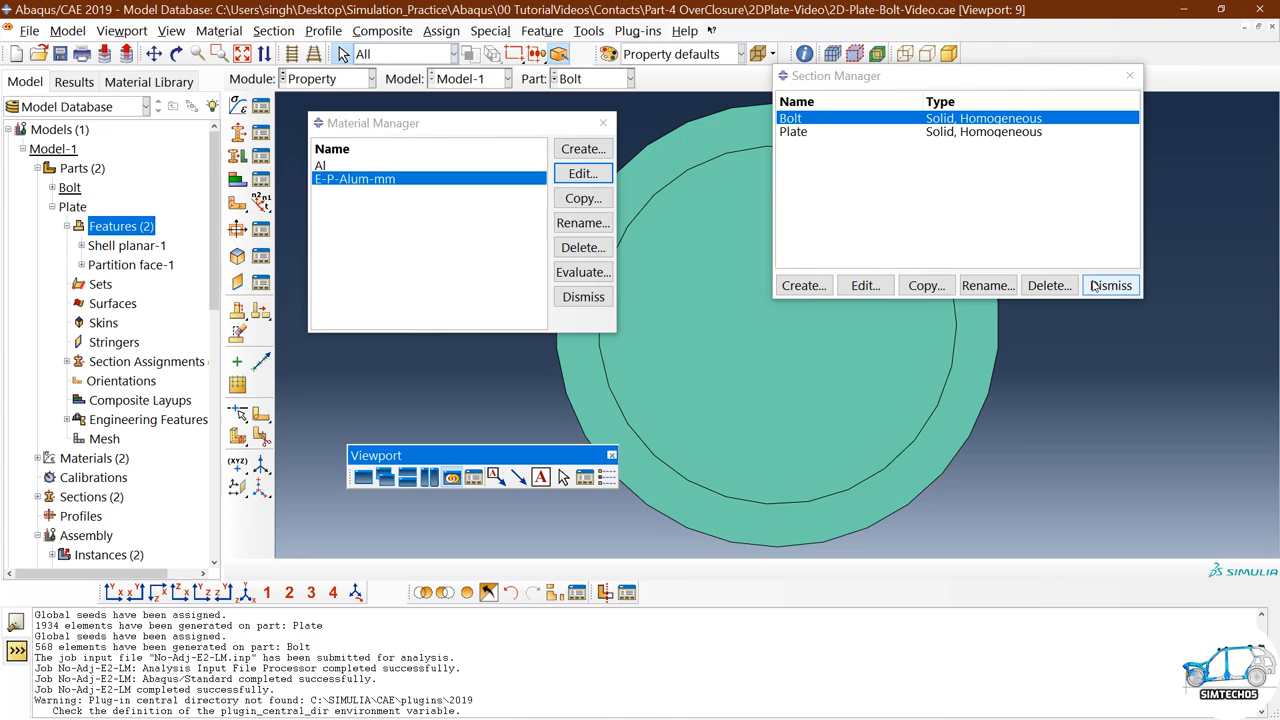 Abaqus/CAE 2019 - Model Database: C:\Users\singh\Desktop\Simulation_Practice\Abaqus\00 TutorialVideos\Contacts\Part-4 OverClosure\2DPlate-Video\2D-Plate-Bolt-Video.cae [Viewport: 9]
File Model Viewport View Material Section Profile Composite Assign Special Feature Tools Plug-ins Help
All Property defaults
Model Results Material Library Module: Property Model: Model-1 Part: Bolt
Model Database
Models (1)
Model-1
Parts (2)
Bolt
Plate
Features (2)
Shell planar-1
Partition face-1
Sets
Surfaces
Skins
Stringers
Section Assignments
Orientations
Composite Layups
Engineering Features
Mesh
Materials (2)
Calibrations
Sections (2)
Profiles
Assembly
Instances (2)
Material Manager
Name
Al
E-P-Alum-mm
Create...
Edit...
Copy...
Rename...
Delete...
Evaluate...
Dismiss
Section Manager
Name Type
Bolt Solid, Homogeneous
Plate Solid, Homogeneous
Create... Edit... Copy... Rename... Delete... Dismiss
Viewport
A A
(XYZ)
1 2 3 4
SIMULIA
Global seeds have been assigned.
1934 elements have been generated on part: Plate
Global seeds have been assigned.
568 elements have been generated on part: Bolt
The job input file "No-Adj-E2-LM.inp" has been submitted for analysis.
Job No-Adj-E2-LM: Analysis Input File Processor completed successfully.
Job No-Adj-E2-LM: Abaqus/Standard completed successfully.
Job No-Adj-E2-LM completed successfully.
Warning: Plug-in central directory not found: C:\SIMULIA\CAE\plugins\2019
Check the definition of the plugin_central_dir environment variable.
>>>
SIMTECH05